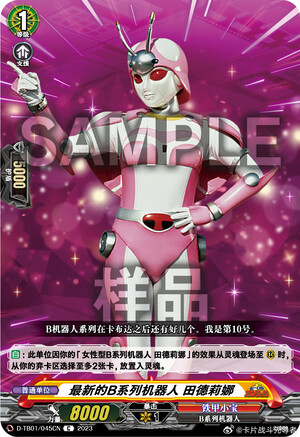 1
等级
支援
5000
盾护
SAMPLE
样品
B机器人系列在卡布达之后还有好几个。我是第10号。
普通单位
C:此单位因你的「女性型B系列机器人 田德莉娜」的效果从灵魂登场至R时,
从你的弃卡区选择至多2张卡,放置入灵魂。
最新的B系列机器人 田德莉娜
力量
8000
暴击
1
铁甲小宝
B系列机器人
D-TB01/045CN C 2023
@卡片战斗先导者